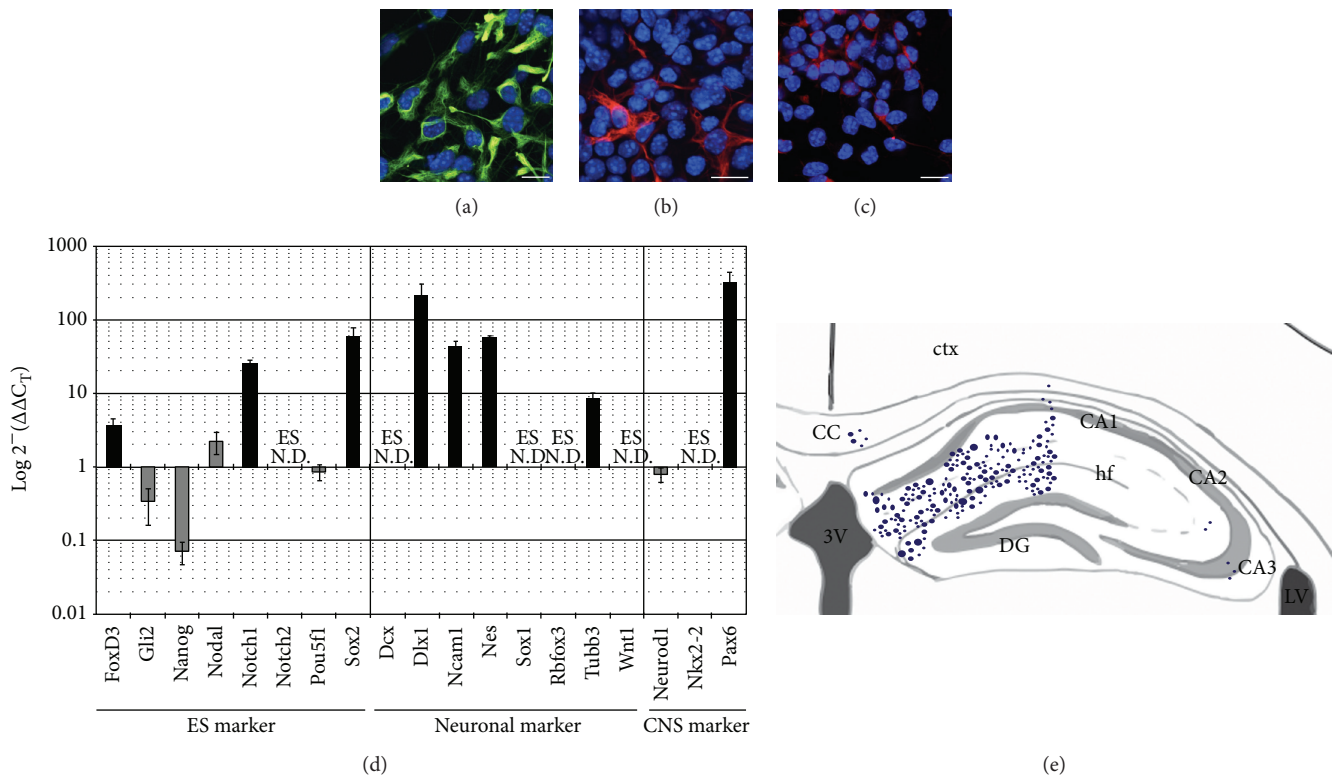 (a)
(b)
(c)
1000
100
10
1
0.1
0.01
Log 2⁻ (ΔΔC_T)
ES
N.D.
ES
N.D.
ES
N.D.
ES
N.D.
ES
N.D.
ES
N.D.
FoxD3
Gli2
Nanog
Nodal
Notch1
Notch2
Pou5f1
Sox2
Dcx
Dlx1
Ncam1
Nes
Sox1
Rbfox3
Tubb3
Wnt1
Neurod1
Nkx2-2
Pax6
ES marker
Neuronal marker
CNS marker
(d)
ctx
CC
CA1
CA2
hf
3V
DG
CA3
LV
(e)